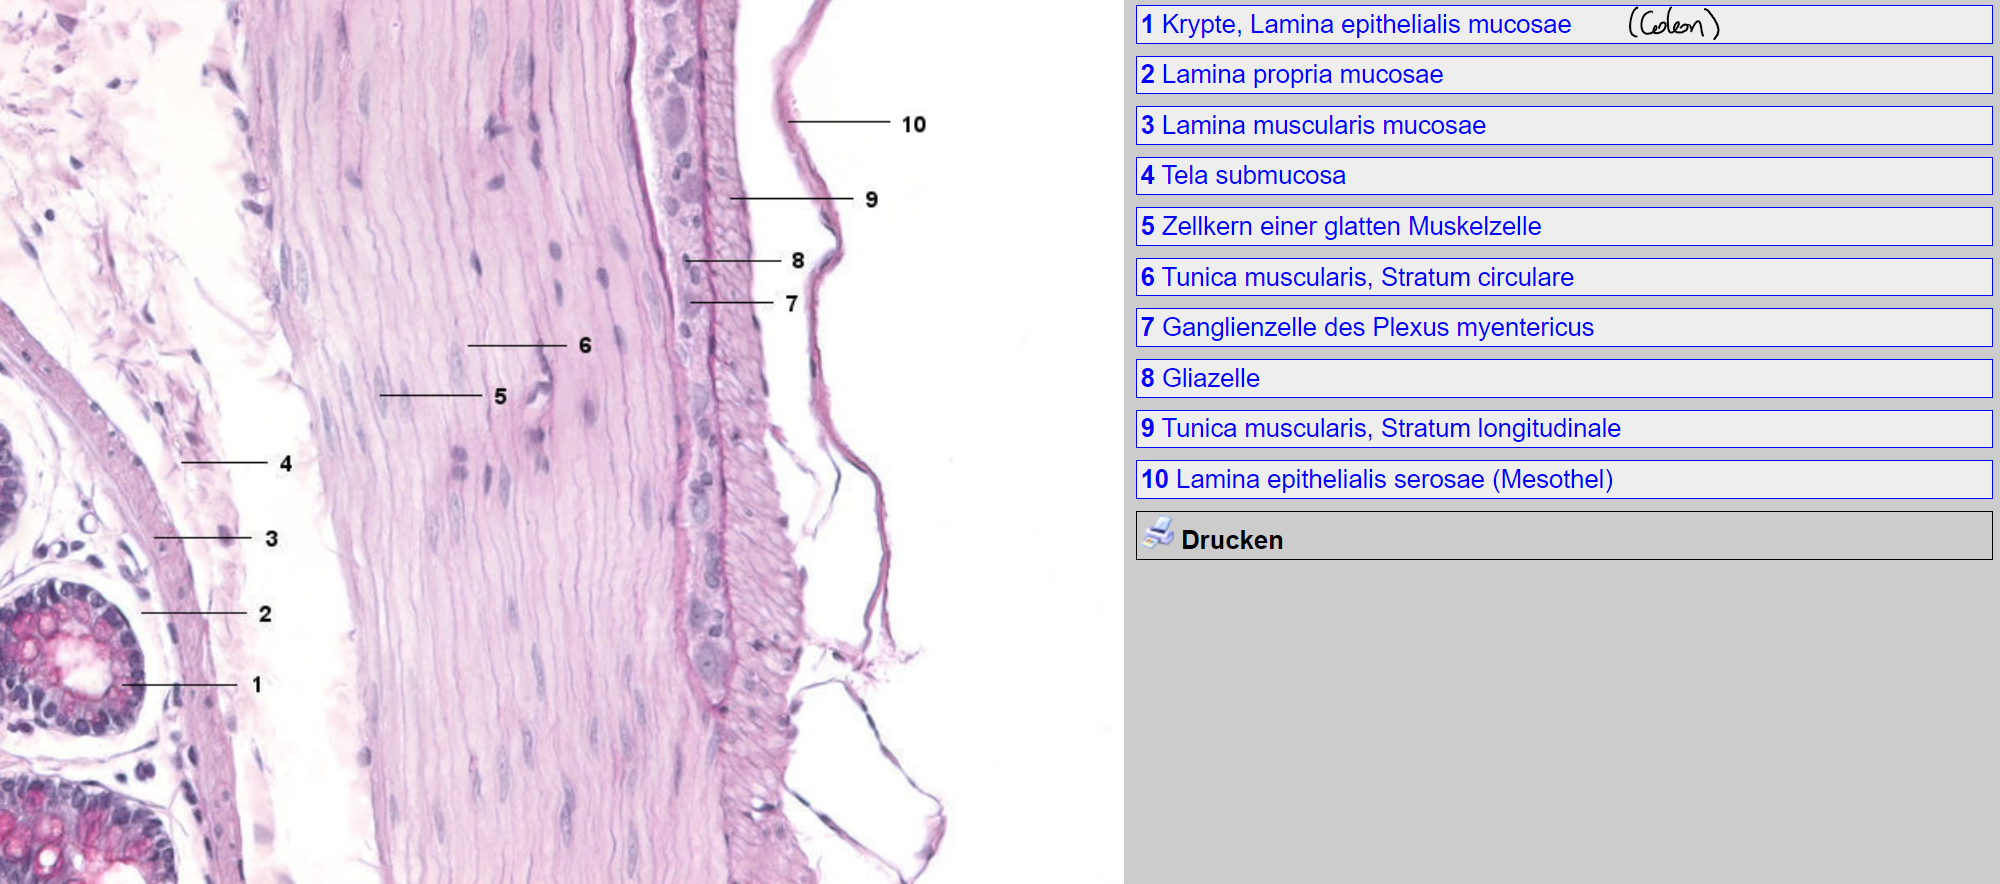 10
9
8
7
6
5
4
3
2
1
1 Krypte, Lamina epithelialis mucosae (Colon)
2 Lamina propria mucosae
3 Lamina muscularis mucosae
4 Tela submucosa
5 Zellkern einer glatten Muskelzelle
6 Tunica muscularis, Stratum circulare
7 Ganglienzelle des Plexus myentericus
8 Gliazelle
9 Tunica muscularis, Stratum longitudinale
10 Lamina epithelialis serosae (Mesothel)
Drucken